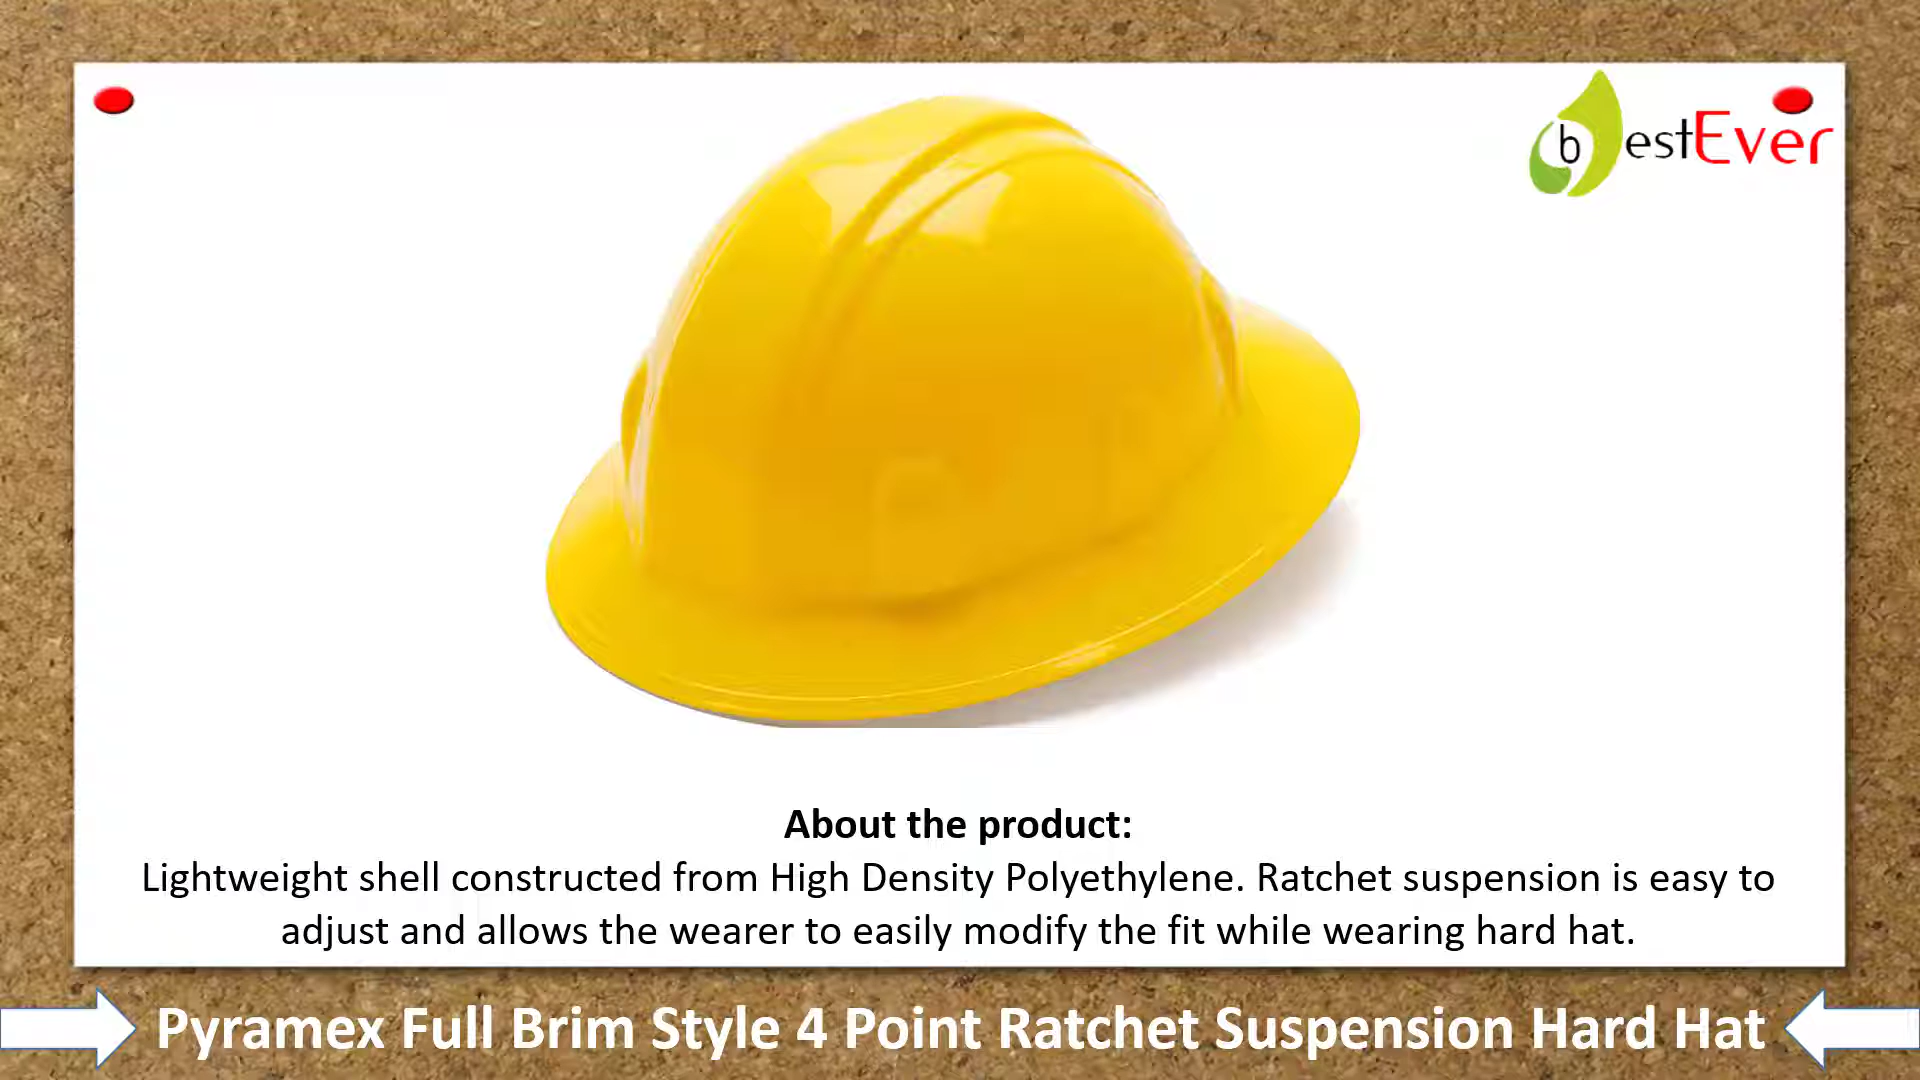 bestEver
About the product:
Lightweight shell constructed from High Density Polyethylene. Ratchet suspension is easy to
adjust and allows the wearer to easily modify the fit while wearing hard hat.
Pyramex Full Brim Style 4 Point Ratchet Suspension Hard Hat